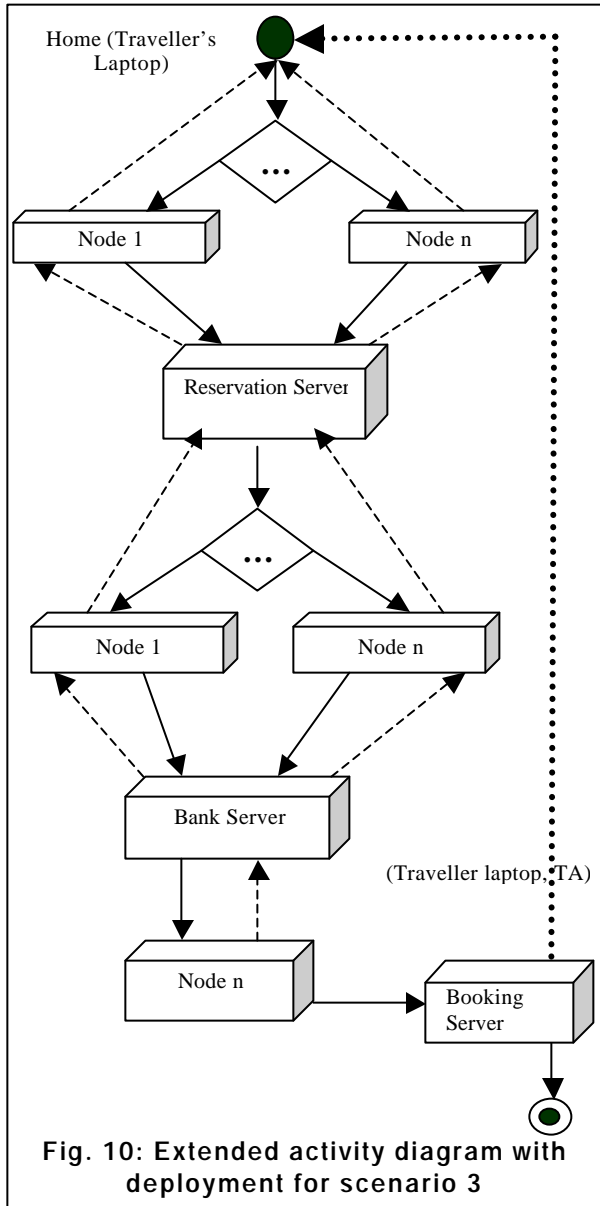 Home (Traveller's
Laptop)
...
Node 1
Node n
Reservation Server
...
Node 1
Node n
Bank Server
(Traveller laptop, TA)
Node n
Booking
Server
Fig. 10: Extended activity diagram with
deployment for scenario 3